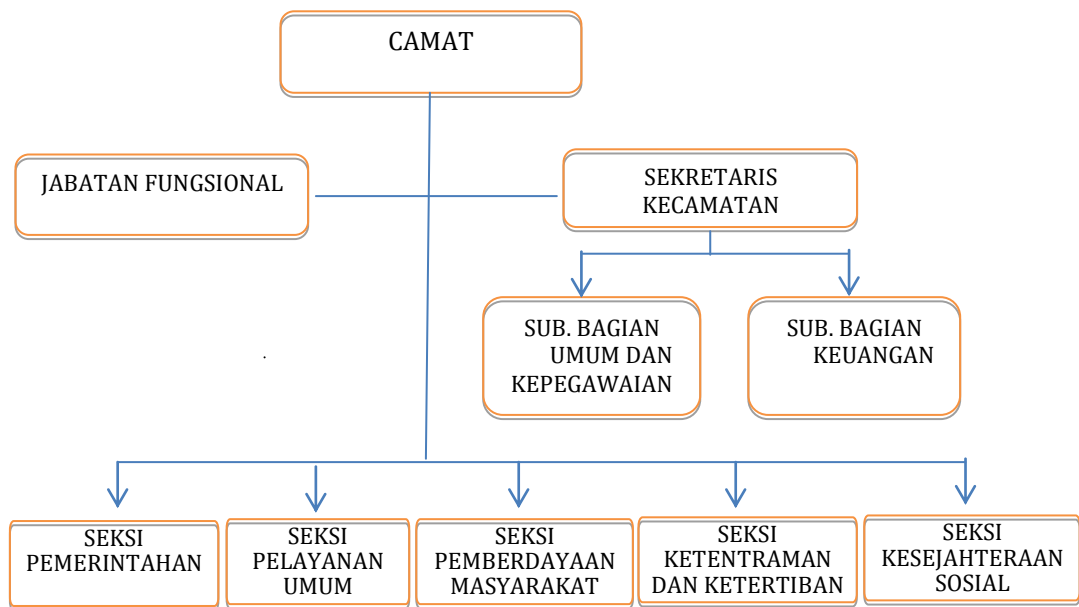 CAMAT
JABATAN FUNGSIONAL
SEKRETARIS
KECAMATAN
SUB. BAGIAN
UMUM DAN
KEPEGAWAIAN
SUB. BAGIAN
KEUANGAN
.
SEKSI
PEMERINTAHAN
SEKSI
PELAYANAN
UMUM
SEKSI
PEMBERDAYAAN
MASYARAKAT
SEKSI
KETENTRAMAN
DAN KETERTIBAN
SEKSI
KESEJAHTERAAN
SOSIAL